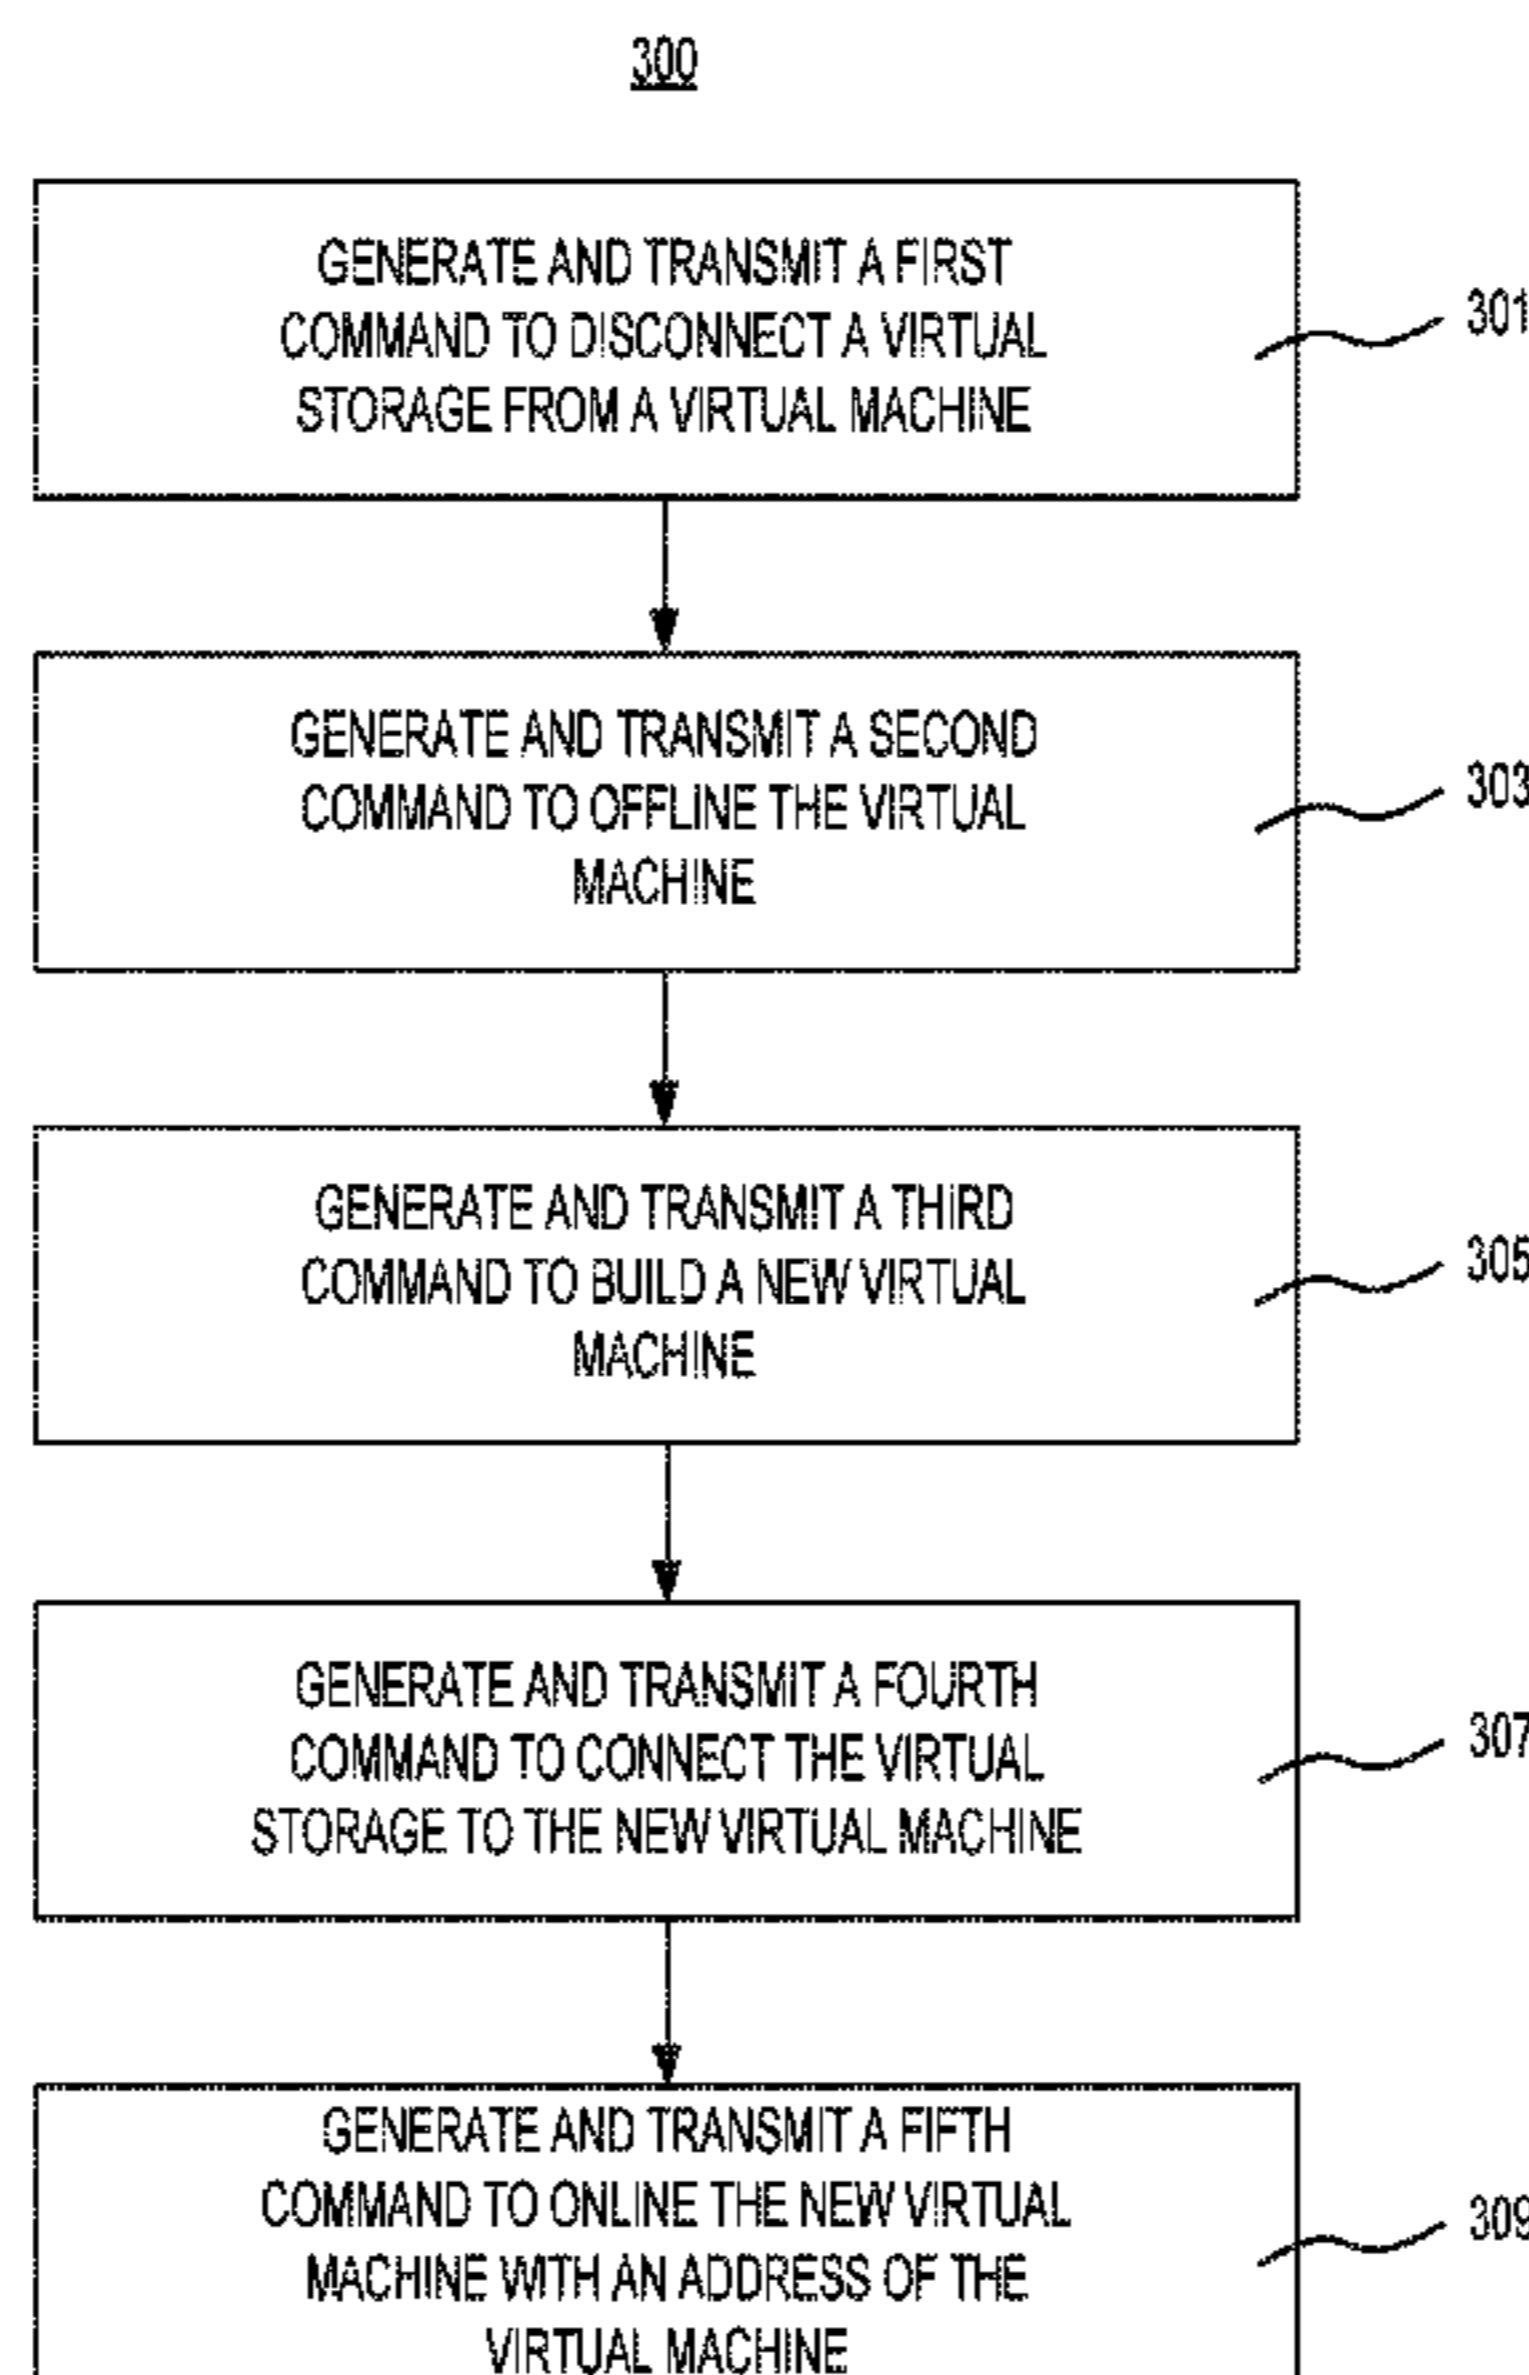 300
GENERATE AND TRANSMIT A FIRST
COMMAND TO DISCONNECT A VIRTUAL
STORAGE FROM A VIRTUAL MACHINE
301
GENERATE AND TRANSMIT A SECOND
COMMAND TO OFFLINE THE VIRTUAL
MACHINE
303
GENERATE AND TRANSMIT A THIRD
COMMAND TO BUILD A NEW VIRTUAL
MACHINE
305
GENERATE AND TRANSMIT A FOURTH
COMMAND TO CONNECT THE VIRTUAL
STORAGE TO THE NEW VIRTUAL MACHINE
307
GENERATE AND TRANSMIT A FIFTH
COMMAND TO ONLINE THE NEW VIRTUAL
MACHINE WITH AN ADDRESS OF THE
VIRTUAL MACHINE
309